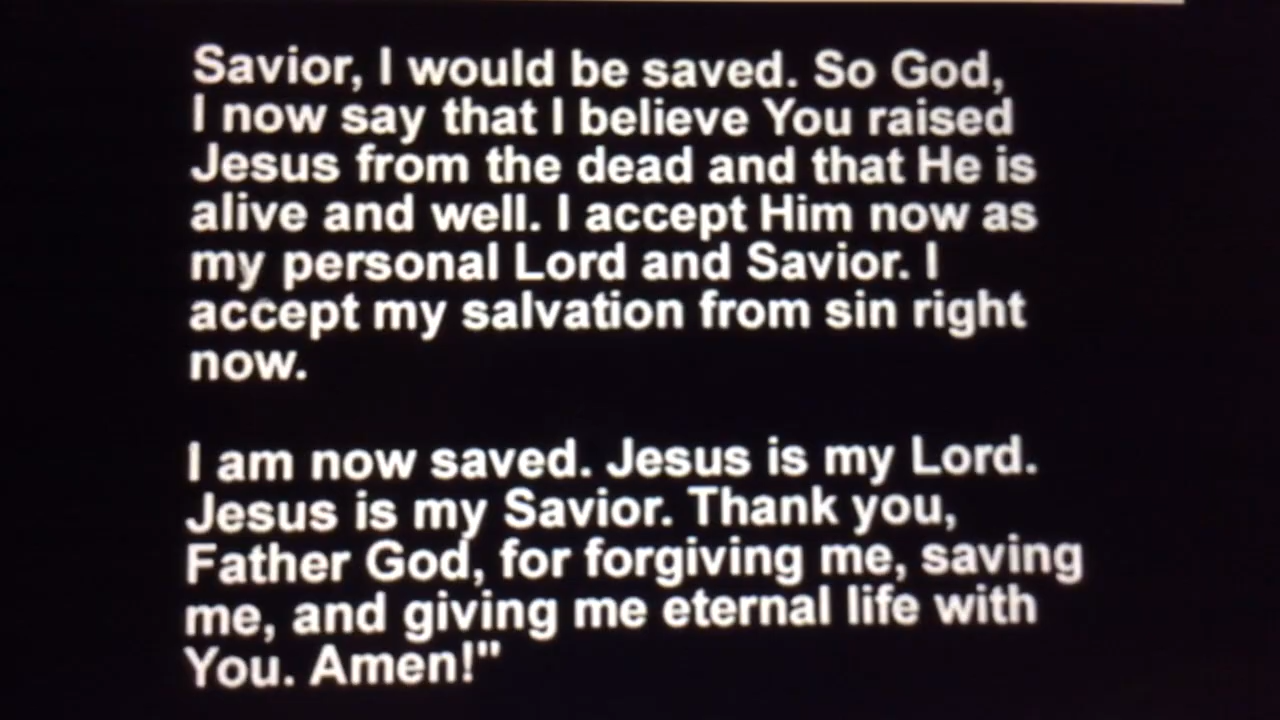 Savior, I would be saved. So God,
I now say that I believe You raised
Jesus from the dead and that He is
alive and well. I accept Him now as
my personal Lord and Savior. I
accept my salvation from sin right
now.
I am now saved. Jesus is my Lord.
Jesus is my Savior. Thank you,
Father God, for forgiving me, saving
me, and giving me eternal life with
You. Amen!"